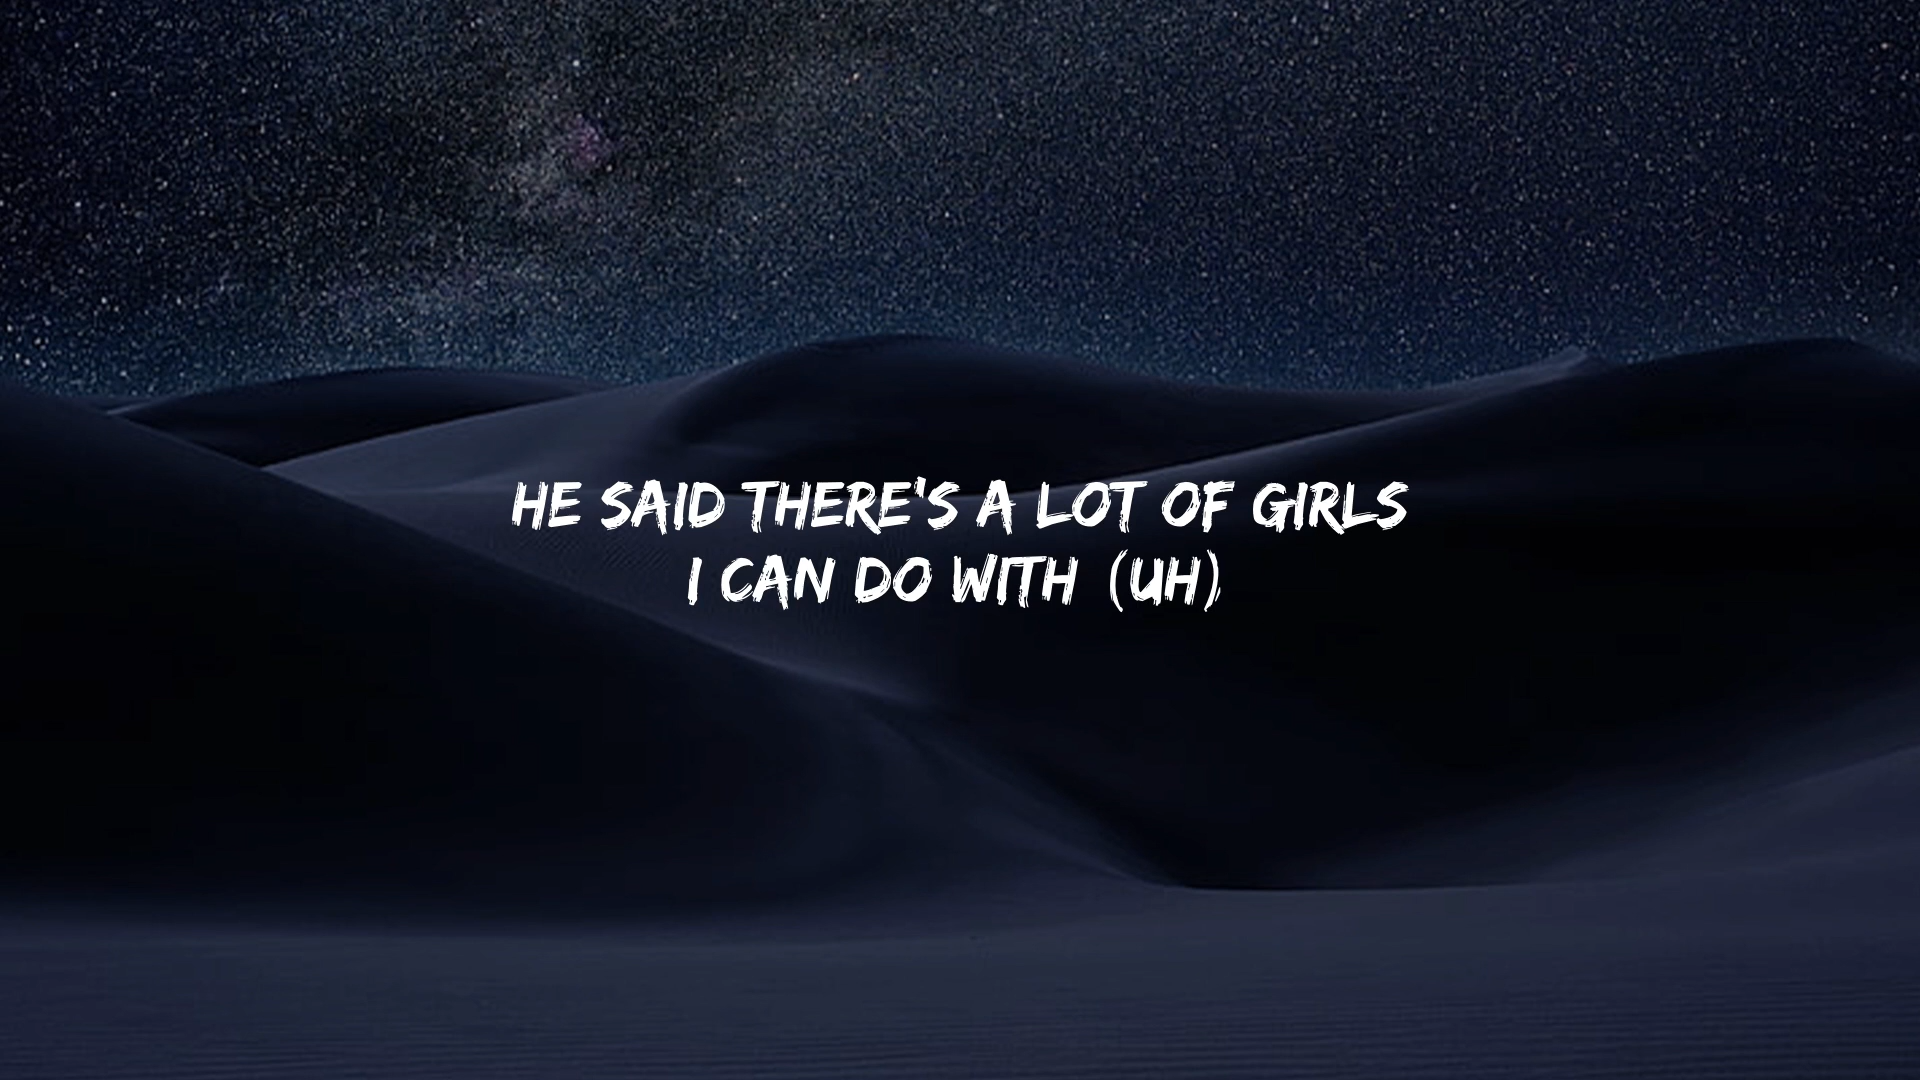 HE SAID THERE'S A LOT OF GIRLS
I CAN DO WITH (UH)